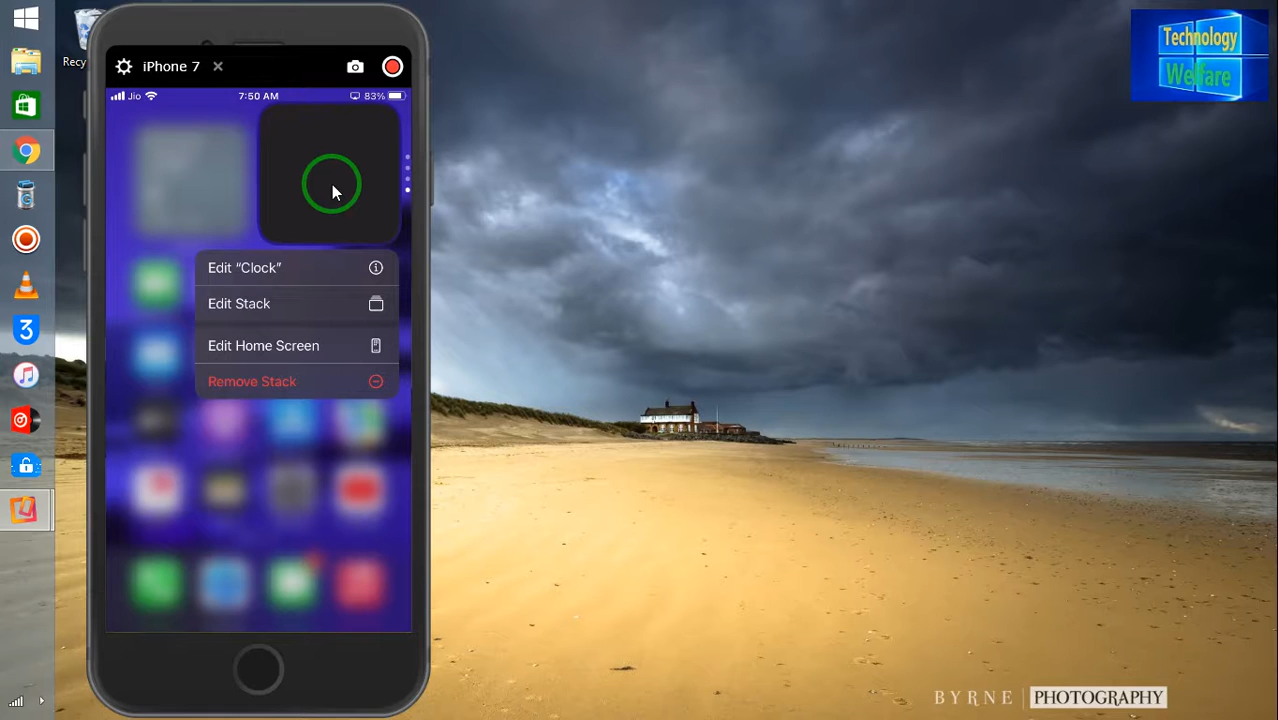 Recy
iPhone 7
Jio
7:50 AM
83%
Edit “Clock”
Edit Stack
Edit Home Screen
Remove Stack
Technology
Welfare
3
BYRNE PHOTOGRAPHY